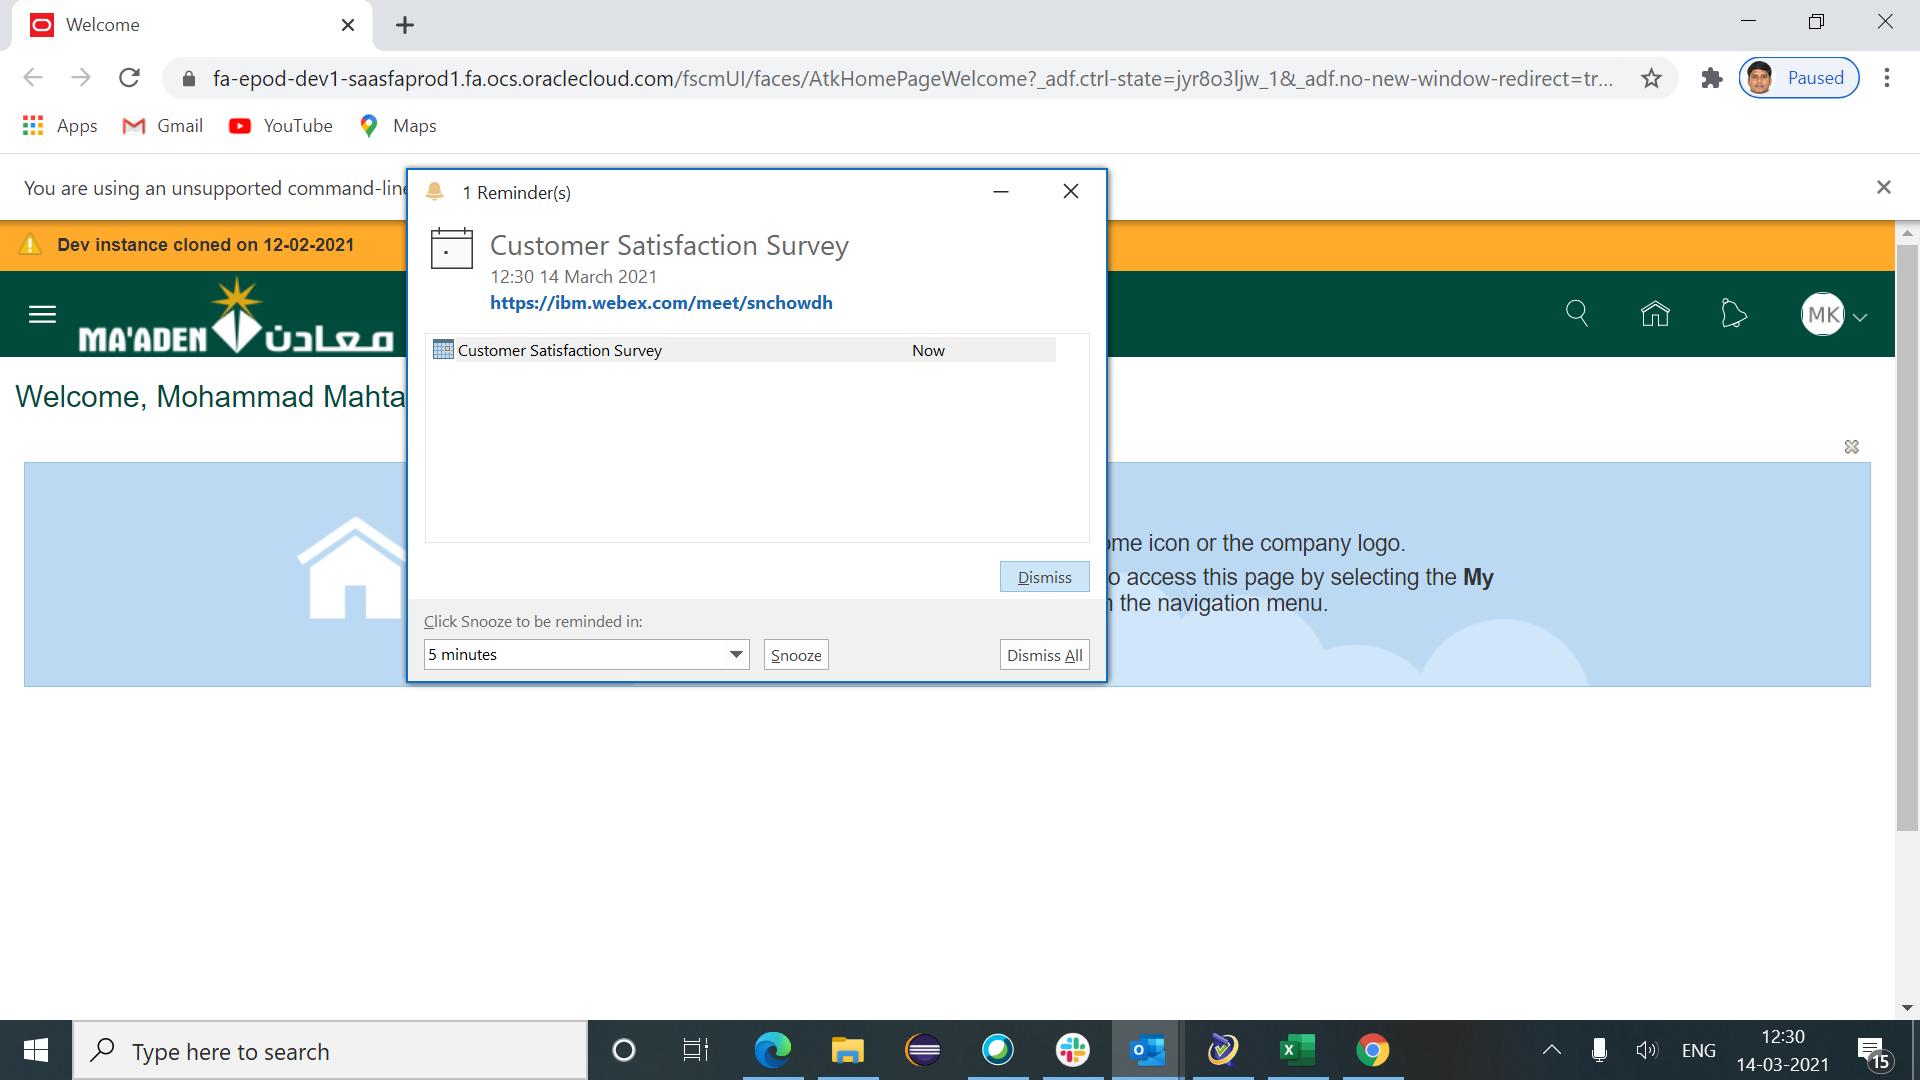 Welcome
fa-epod-dev1-saasfaprod1.fa.ocs.oraclecloud.com/fscmUI/faces/AtkHomePageWelcome?_adf.ctrl-state=jyr8o3ljw_1&_adf.no-new-window-redirect=tr...
Paused
Apps
Gmail
YouTube
Maps
You are using an unsupported command-line
1 Reminder(s)
Customer Satisfaction Survey
12:30 14 March 2021
https://ibm.webex.com/meet/snchowdh
Customer Satisfaction Survey Now
Dismiss
Click Snooze to be reminded in:
5 minutes
Snooze
Dismiss All
Dev instance cloned on 12-02-2021
MA'ADEN معادن
MK
Welcome, Mohammad Mahta
me icon or the company logo.
o access this page by selecting the My
the navigation menu.
Type here to search
ENG
12:30
14-03-2021
15